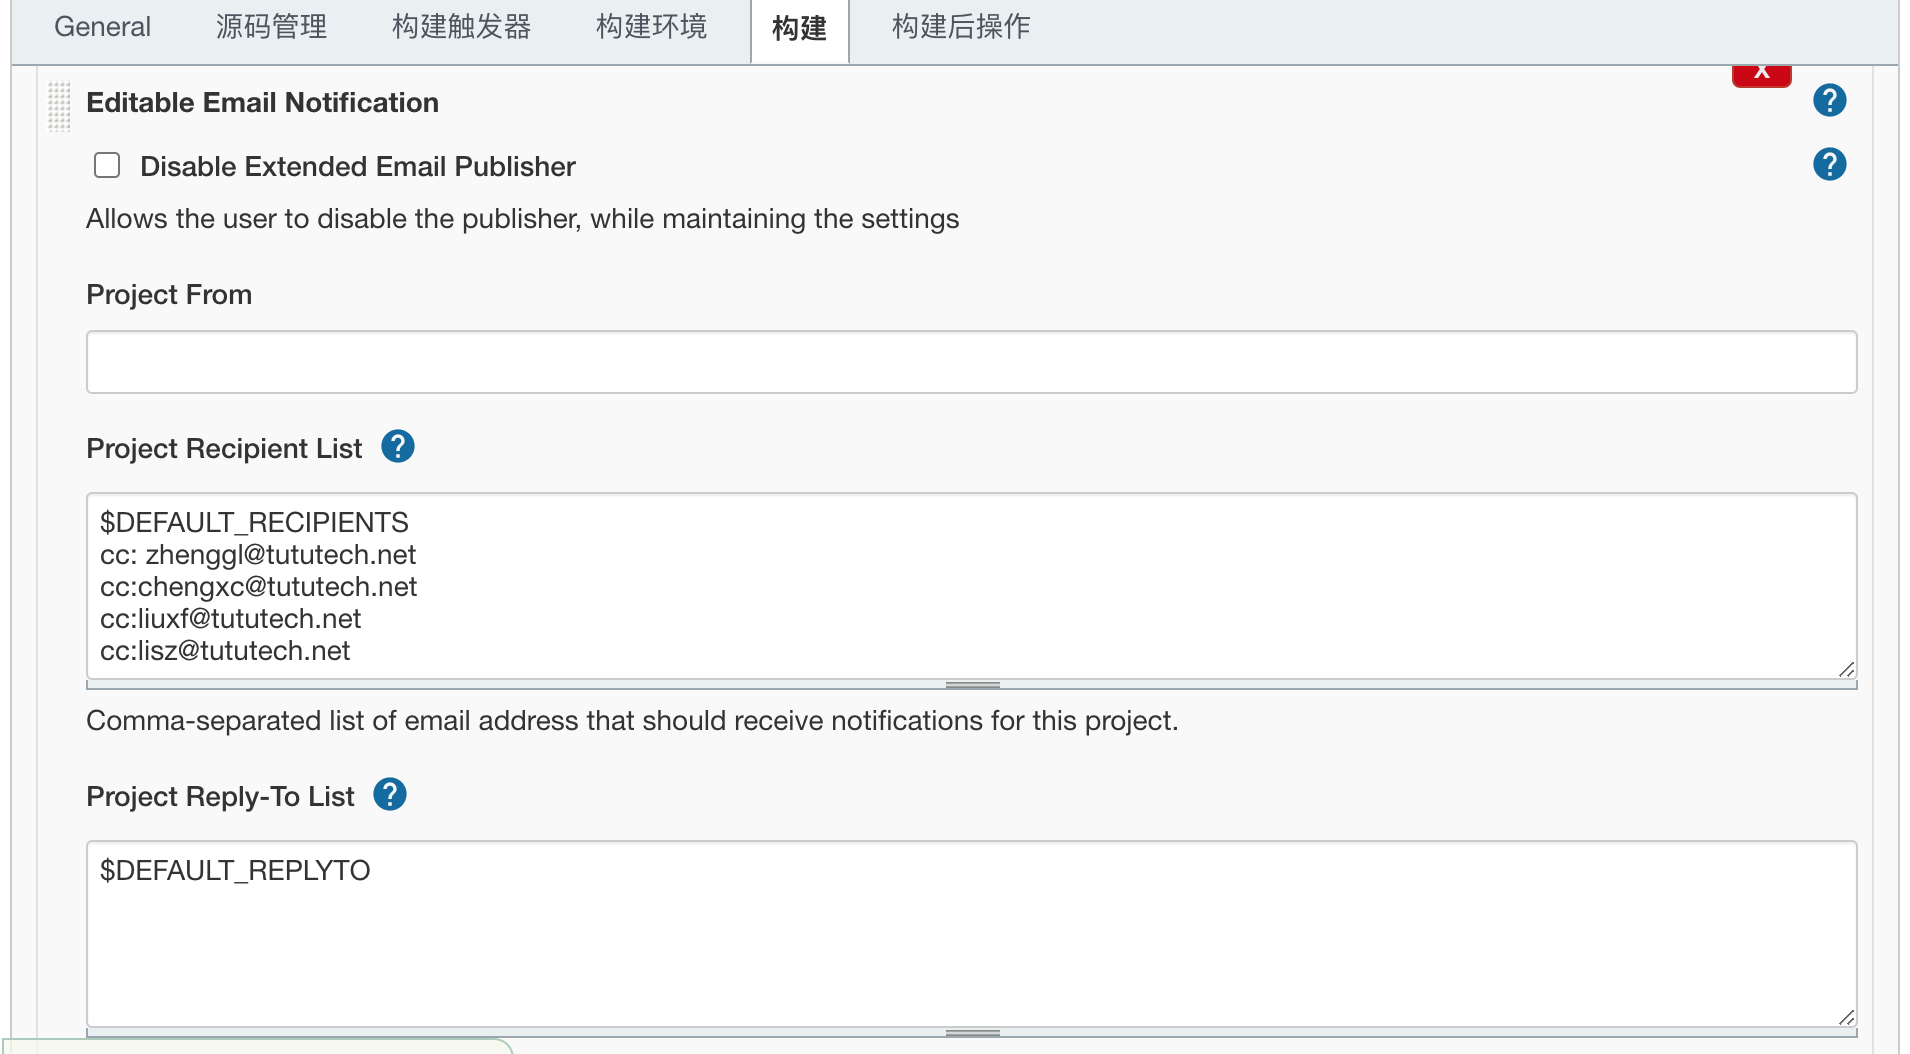 General 源码管理 构建触发器 构建环境 构建 构建后操作
X
Editable Email Notification ?
Disable Extended Email Publisher ?
Allows the user to disable the publisher, while maintaining the settings
Project From
Project Recipient List ?
$DEFAULT_RECIPIENTS
cc: zhenggl@tututech.net
cc:chengxc@tututech.net
cc:liuxf@tututech.net
cc:lisz@tututech.net
Comma-separated list of email address that should receive notifications for this project.
Project Reply-To List ?
$DEFAULT_REPLYTO